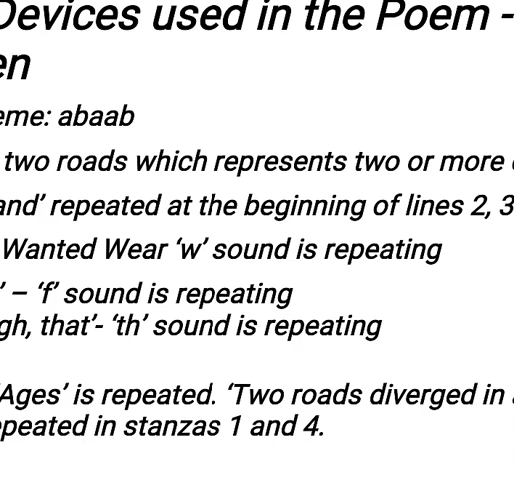 Devices used in the Poem -
en
eme: abaab
two roads which represents two or more
and’ repeated at the beginning of lines 2, 3
Wanted Wear ‘w’ sound is repeating
’ – ‘f’ sound is repeating
gh, that’- ‘th’ sound is repeating
‘Ages’ is repeated. ‘Two roads diverged in
epeated in stanzas 1 and 4.